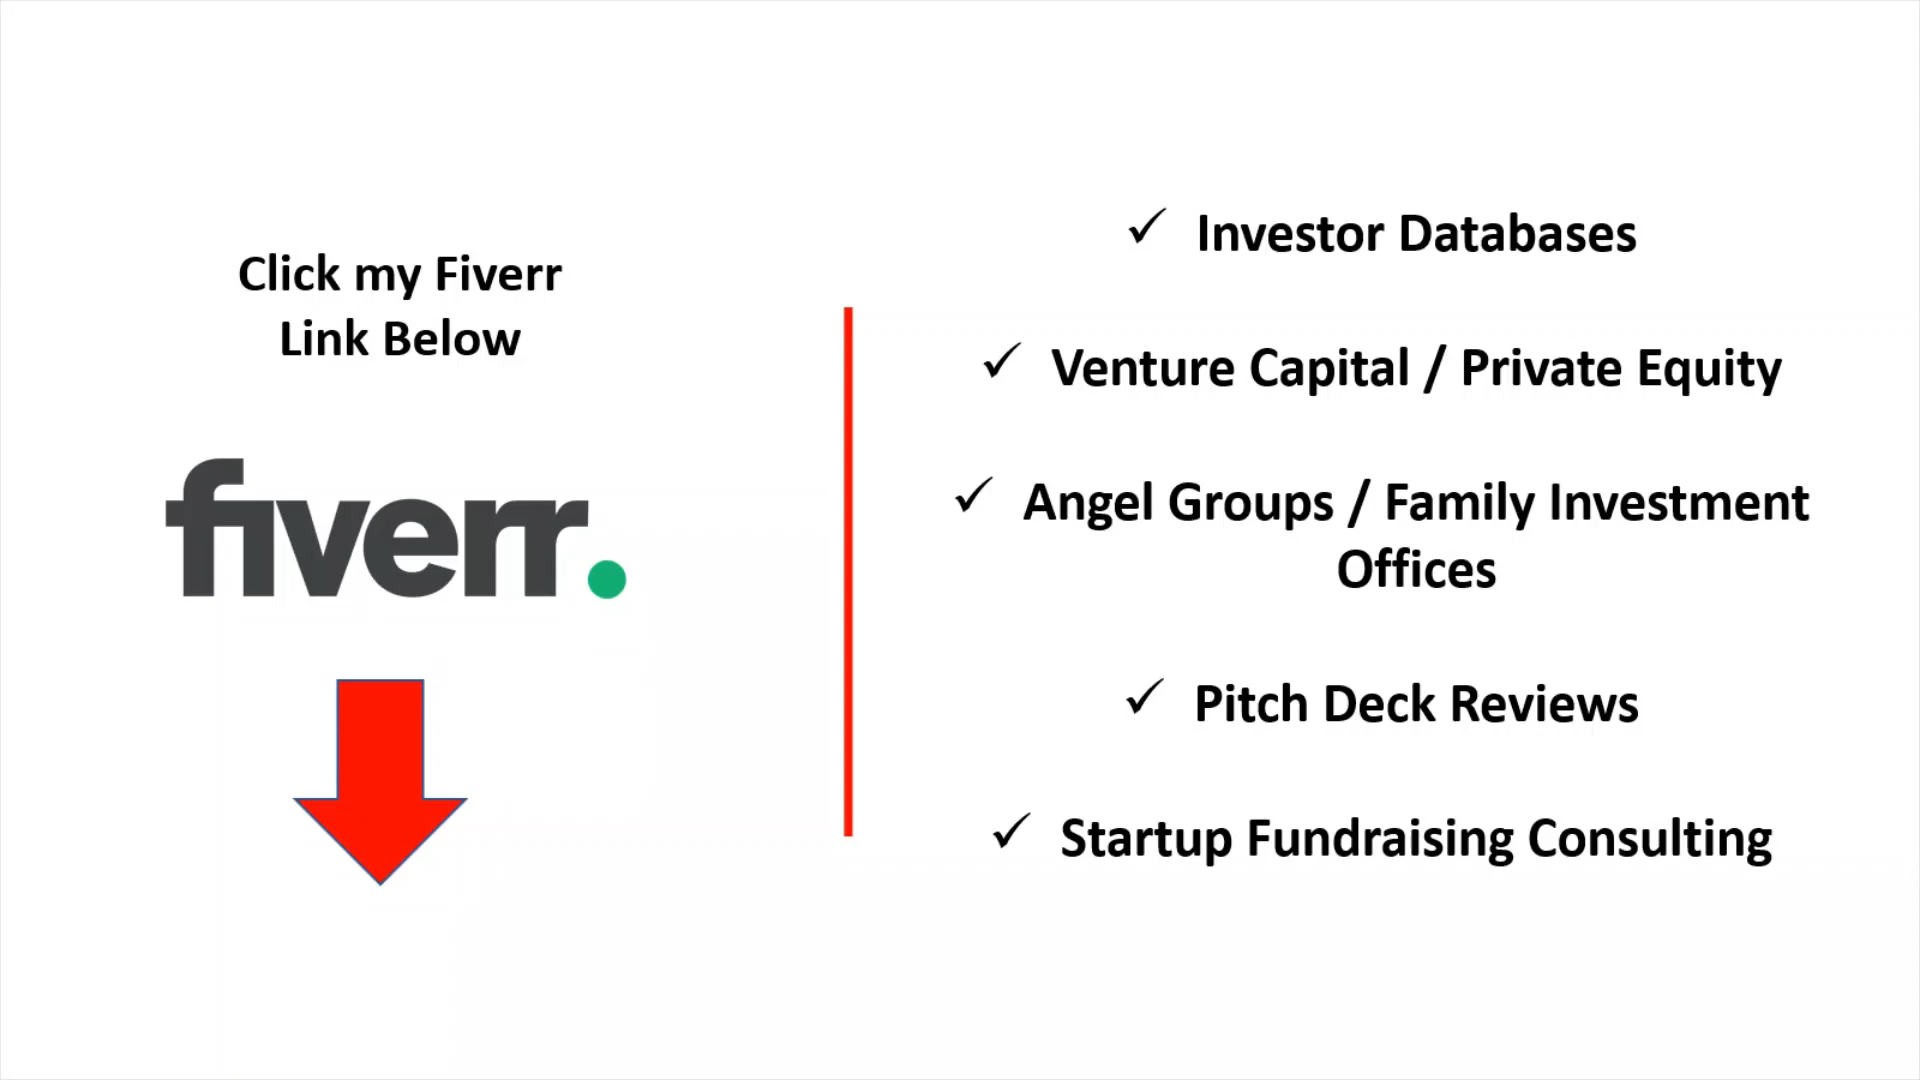 Click my Fiverr
Link Below
fiverr.
✓ Investor Databases
✓ Venture Capital / Private Equity
✓ Angel Groups / Family Investment
Offices
✓ Pitch Deck Reviews
✓ Startup Fundraising Consulting